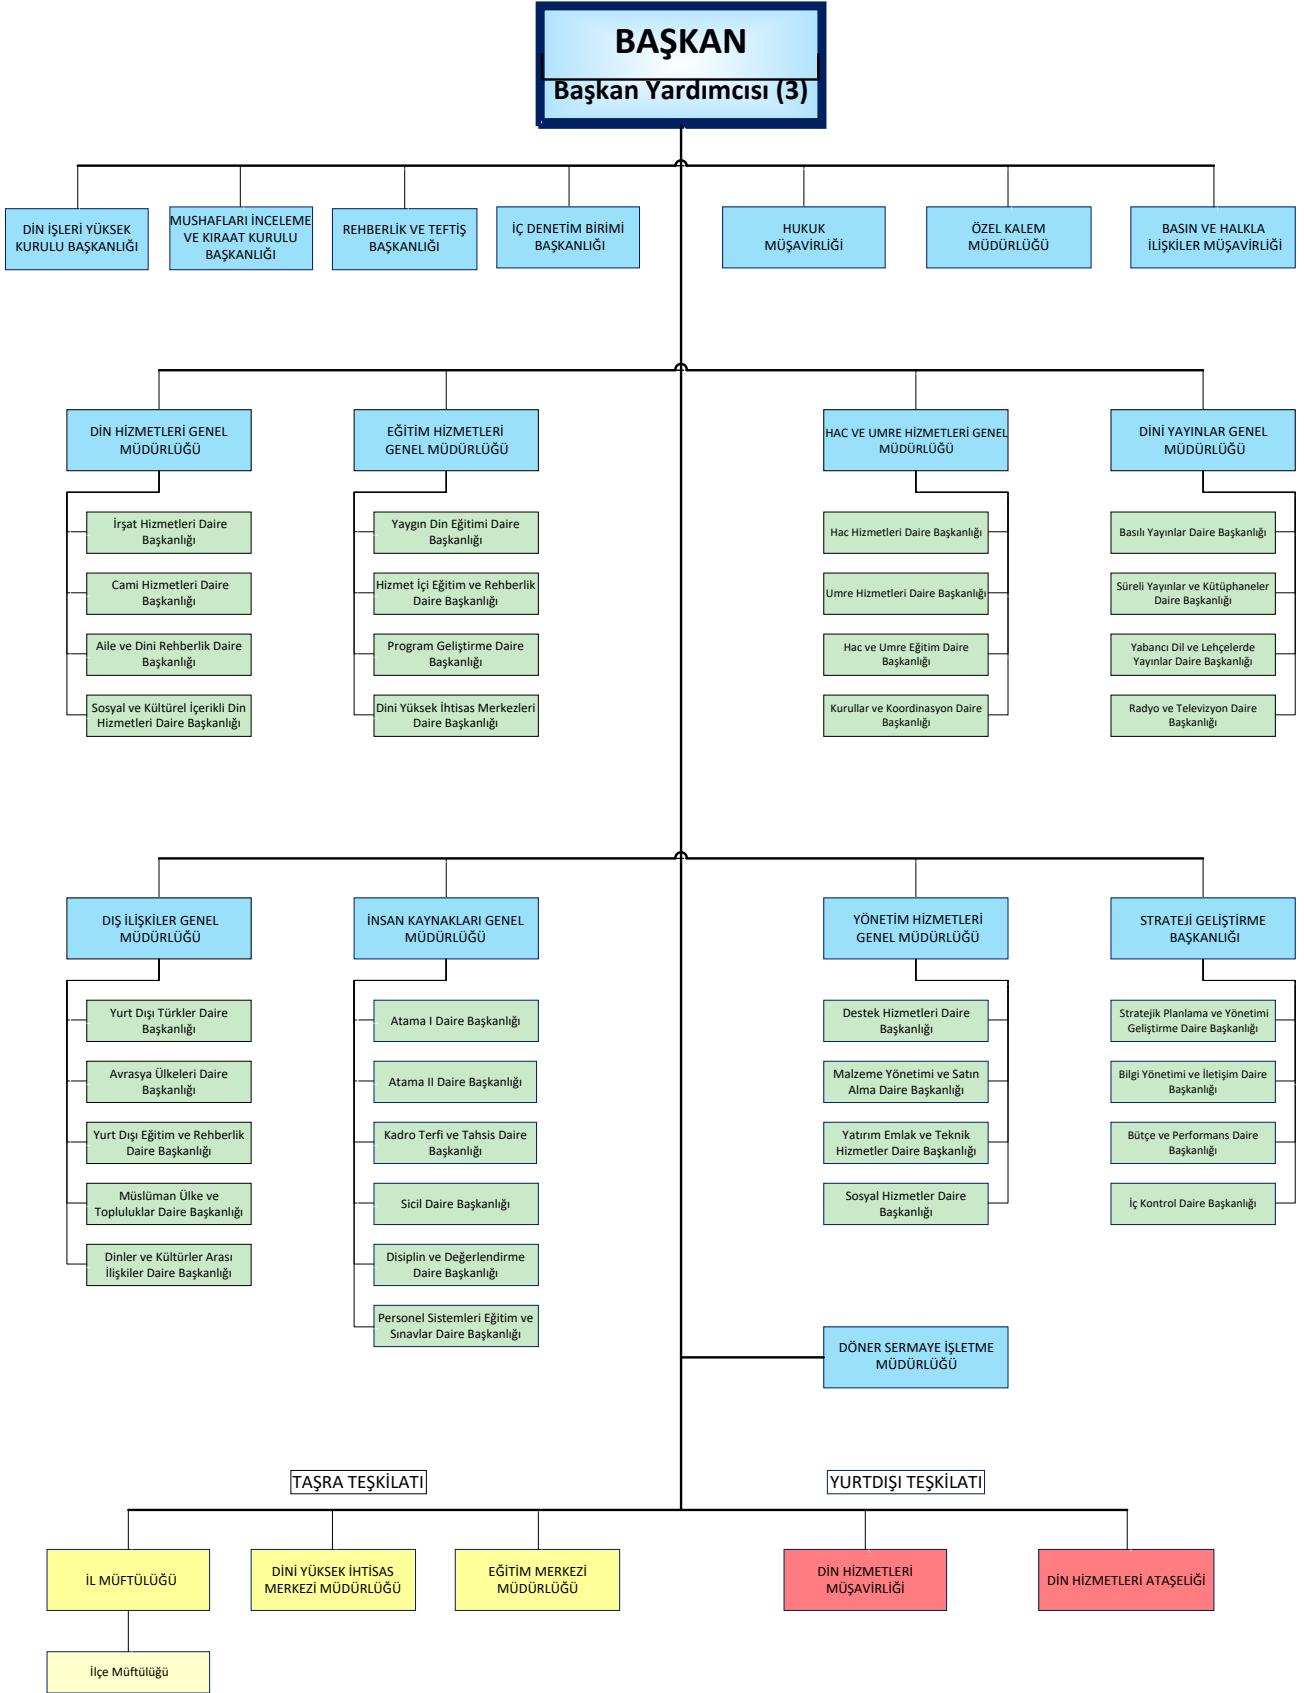 BAŞKAN
Başkan Yardımcısı (3)
DİN İŞLERİ YÜKSEK
KURULU BAŞKANLIĞI
MUSHAFLARI İNCELEME
VE KIRAAT KURULU
BAŞKANLIĞI
REHBERLİK VE TEFTİŞ
BAŞKANLIĞI
İÇ DENETİM BİRİMİ
BAŞKANLIĞI
HUKUK
MÜŞAVİRLİĞİ
ÖZEL KALEM
MÜDÜRLÜĞÜ
BASIN VE HALKLA
İLİŞKİLER MÜŞAVİRLİĞİ
DİN HİZMETLERİ GENEL
MÜDÜRLÜĞÜ
İrşat Hizmetleri Daire
Başkanlığı
Cami Hizmetleri Daire
Başkanlığı
Aile ve Dini Rehberlik Daire
Başkanlığı
Sosyal ve Kültürel İçerikli Din
Hizmetleri Daire Başkanlığı
EĞİTİM HİZMETLERİ
GENEL MÜDÜRLÜĞÜ
Yaygın Din Eğitimi Daire
Başkanlığı
Hizmet İçi Eğitim ve Rehberlik
Daire Başkanlığı
Program Geliştirme Daire
Başkanlığı
Dini Yüksek İhtisas Merkezleri
Daire Başkanlığı
HAC VE UMRE HİZMETLERİ GENEL
MÜDÜRLÜĞÜ
Hac Hizmetleri Daire Başkanlığı
Umre Hizmetleri Daire Başkanlığı
Hac ve Umre Eğitim Daire
Başkanlığı
Kurullar ve Koordinasyon Daire
Başkanlığı
DİNİ YAYINLAR GENEL
MÜDÜRLÜĞÜ
Basılı Yayınlar Daire Başkanlığı
Süreli Yayınlar ve Kütüphaneler
Daire Başkanlığı
Yabancı Dil ve Lehçelerde
Yayınlar Daire Başkanlığı
Radyo ve Televizyon Daire
Başkanlığı
DIŞ İLİŞKİLER GENEL
MÜDÜRLÜĞÜ
Yurt Dışı Türkler Daire
Başkanlığı
Avrasya Ülkeleri Daire
Başkanlığı
Yurt Dışı Eğitim ve Rehberlik
Daire Başkanlığı
Müslüman Ülke ve
Topluluklar Daire Başkanlığı
Dinler ve Kültürler Arası
İlişkiler Daire Başkanlığı
İNSAN KAYNAKLARI GENEL
MÜDÜRLÜĞÜ
Atama I Daire Başkanlığı
Atama II Daire Başkanlığı
Kadro Terfi ve Tahsis Daire
Başkanlığı
Sicil Daire Başkanlığı
Disiplin ve Değerlendirme
Daire Başkanlığı
Personel Sistemleri Eğitim ve
Sınavlar Daire Başkanlığı
YÖNETİM HİZMETLERİ
GENEL MÜDÜRLÜĞÜ
Destek Hizmetleri Daire
Başkanlığı
Malzeme Yönetimi ve Satın
Alma Daire Başkanlığı
Yatırım Emlak ve Teknik
Hizmetler Daire Başkanlığı
Sosyal Hizmetler Daire
Başkanlığı
STRATEJİ GELİŞTİRME
BAŞKANLIĞI
Stratejik Planlama ve Yönetimi
Geliştirme Daire Başkanlığı
Bilgi Yönetimi ve İletişim Daire
Başkanlığı
Bütçe ve Performans Daire
Başkanlığı
İç Kontrol Daire Başkanlığı
DÖNER SERMAYE İŞLETME
MÜDÜRLÜĞÜ
TAŞRA TEŞKİLATI
YURTDIŞI TEŞKİLATI
İL MÜFTÜLÜĞÜ
DİNİ YÜKSEK İHTİSAS
MERKEZİ MÜDÜRLÜĞÜ
EĞİTİM MERKEZİ
MÜDÜRLÜĞÜ
DİN HİZMETLERİ
MÜŞAVİRLİĞİ
DİN HİZMETLERİ ATAŞELİĞİ
İlçe Müftülüğü